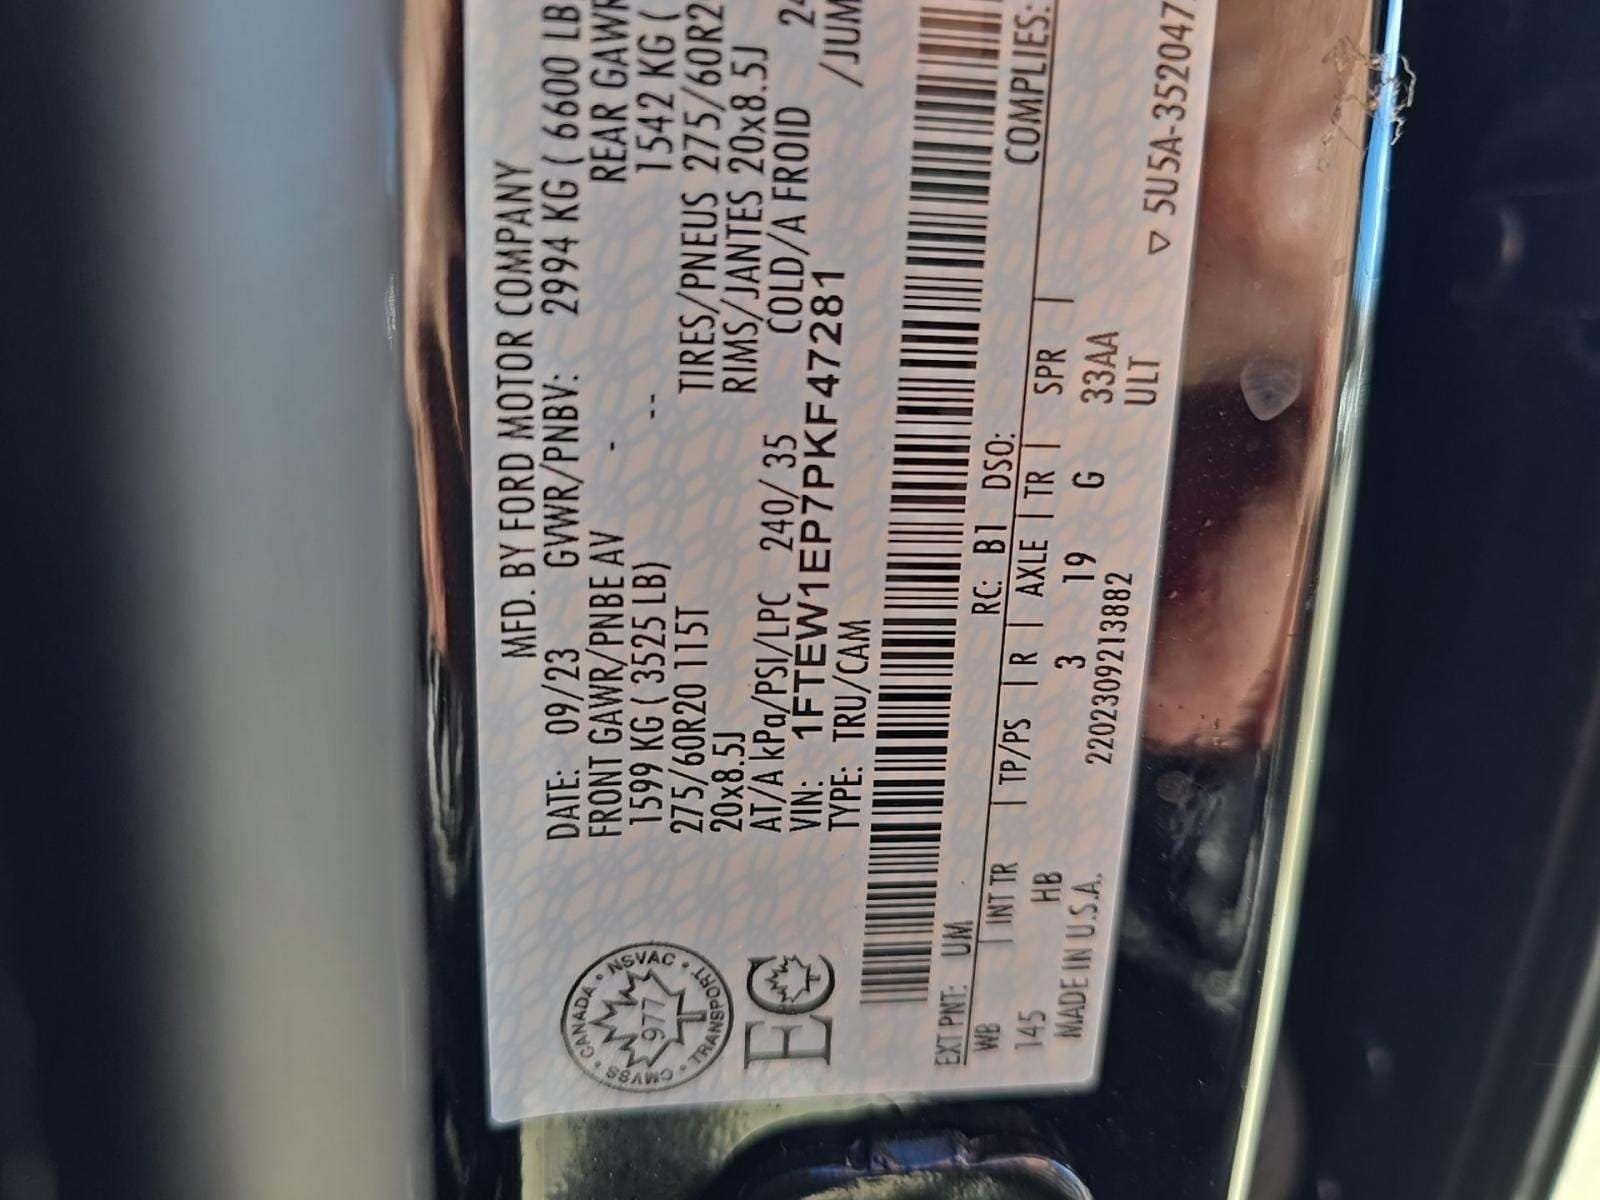 MFD. BY FORD MOTOR COMPANY
DATE: 09/23 GVWR/PNBV: 2994 KG ( 6600 LB
FRONT GAWR/PNBE AV - REAR GAWR
1599 KG ( 3525 LB) -- 1542 KG (
275/60R20 115T TIRES/PNEUS 275/60R2
20x8.5J RIMS/JANTES 20x8.5J
AT/A kPa/PSI/LPC 240/ 35 COLD/A FROID 24
VIN: 1FTEW1EP7PKF47281
TYPE: TRU/CAM /JUM
CANADA · NSVAC · TRANSPORT · CMVSS
977
EC
EXT PNT: UM RC: B1 DSO: COMPLIES:
WB | INT TR | TP/PS | R | AXLE | TR | SPR |
145 HB 3 19 G 33AA
MADE IN U.S.A. 2202309213882 ULT
▽ 5U5A-3520472